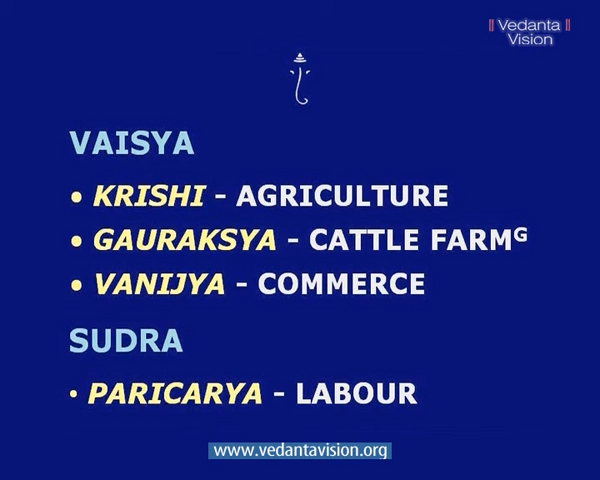 Vedanta
Vision
VAISYA
• KRISHI - AGRICULTURE
• GAURAKSYA - CATTLE FARMᴳ
• VANIJYA - COMMERCE
SUDRA
• PARICARYA - LABOUR
www.vedantavision.org